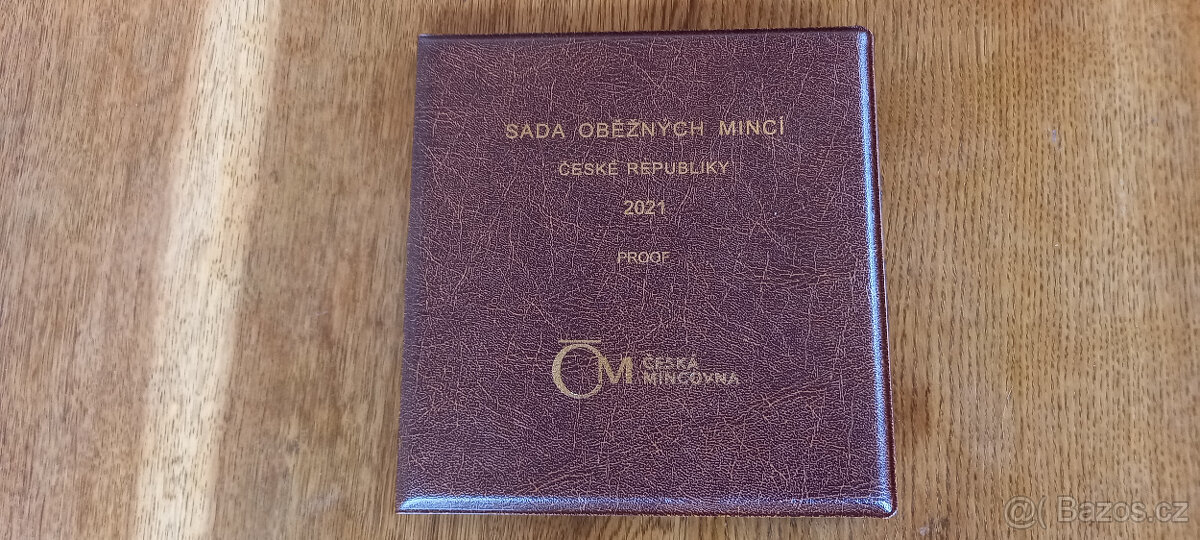 SADA OBĚŽNÝCH MINCÍ
ČESKÉ REPUBLIKY
2021
PROOF
ČM ČESKÁ
MINCOVNA
@( Bazos.cz